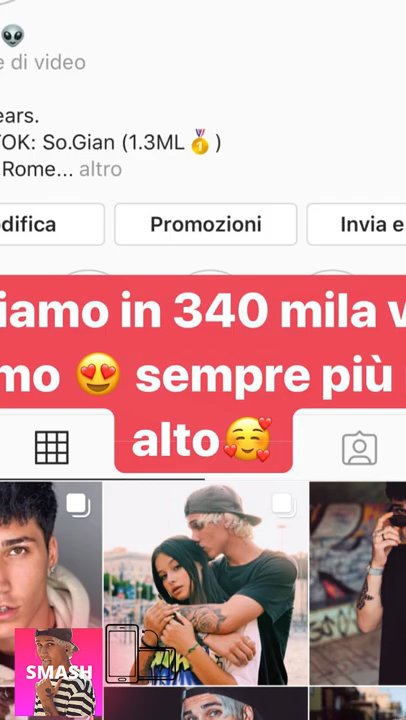 e di video
ears.
OK: So.Gian (1.3ML🥇)
Rome... altro
difica
Promozioni
Invia e
iamo in 340 mila v
mo 😍 sempre più
alto🥰
SMASH